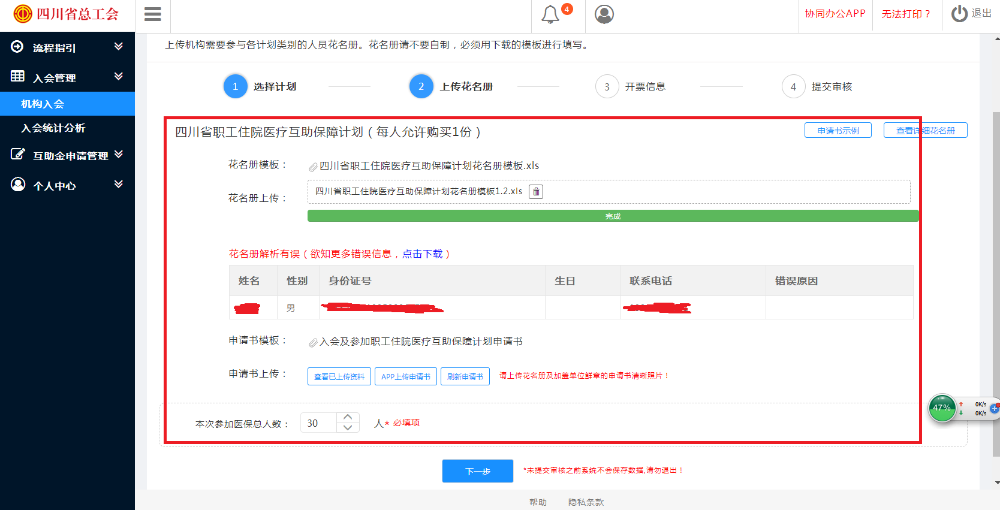 四川省总工会
4
协同办公APP
无法打印？
退出
流程指引
入会管理
机构入会
入会统计分析
互助金申请管理
个人中心
上传机构需要参与各计划类别的人员花名册。花名册请不要自制，必须用下载的模板进行填写。
1 选择计划
2 上传花名册
3 开票信息
4 提交审核
四川省职工住院医疗互助保障计划（每人允许购买1份）
申请书示例
查看详细花名册
花名册模板：
四川省职工住院医疗互助保障计划花名册模板.xls
花名册上传：
四川省职工住院医疗互助保障计划花名册模板1.2.xls
完成
花名册解析有误（欲知更多错误信息，点击下载）
姓名 性别 身份证号 生日 联系电话 错误原因
男
申请书模板：
入会及参加职工住院医疗互助保障计划申请书
申请书上传：
查看已上传资料
APP上传申请书
刷新申请书
请上传花名册及加盖单位鲜章的申请书清晰照片！
47%
0K/s
0K/s
本次参加医保总人数：
30
人* 必填项
下一步
*未提交审核之前系统不会保存数据,请勿退出！
帮助
隐私条款